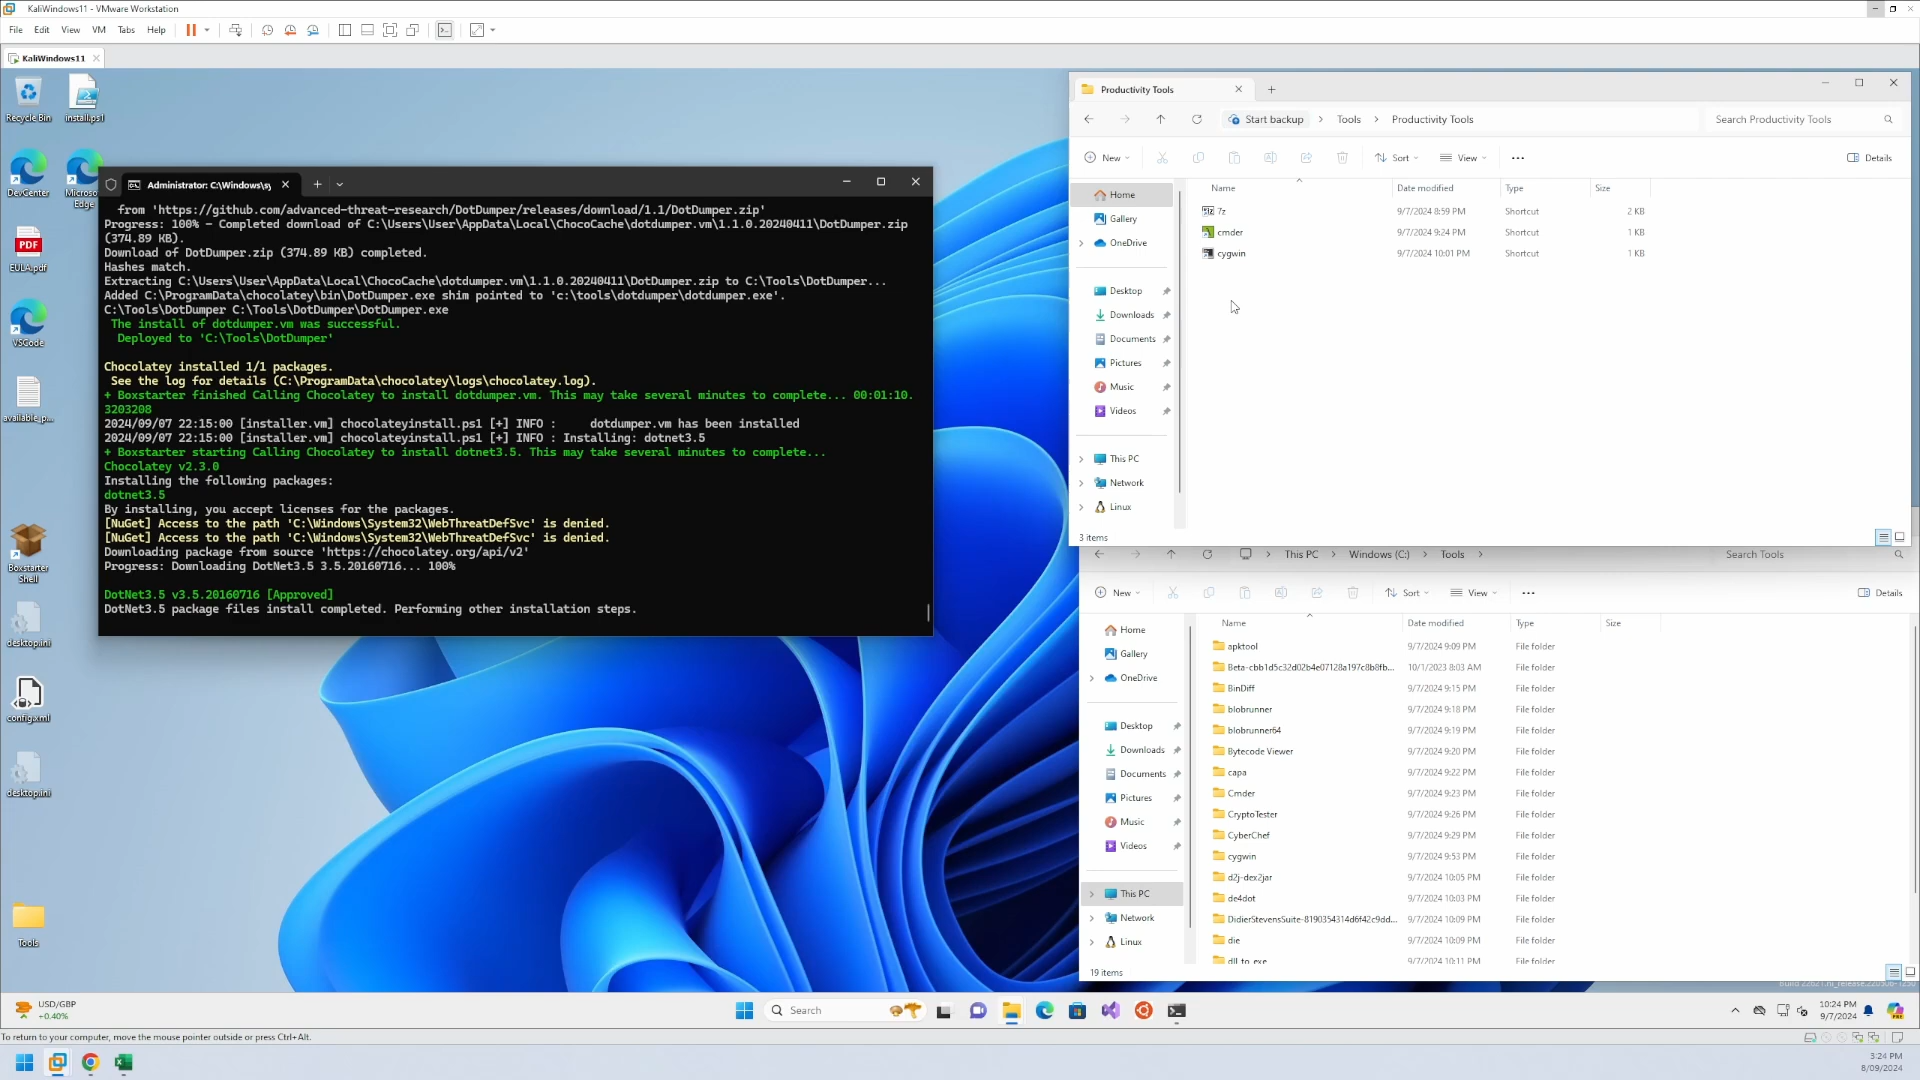 KaliWindows11 - VMware Workstation
File Edit View VM Tabs Help
KaliWindows11
Recycle Bin
install.ps1
DevCenter
Microso...
Edge
EULA.pdf
VSCode
available_p...
Boxstarter
Shell
desktop.ini
config.xml
desktop.ini
Tools
Administrator: C:\Windows\sy
from 'https://github.com/advanced-threat-research/DotDumper/releases/download/1.1/DotDumper.zip'
Progress: 100% - Completed download of C:\Users\User\AppData\Local\ChocoCache\dotdumper.vm\1.1.0.20240411\DotDumper.zip
(374.89 KB).
Download of DotDumper.zip (374.89 KB) completed.
Hashes match.
Extracting C:\Users\User\AppData\Local\ChocoCache\dotdumper.vm\1.1.0.20240411\DotDumper.zip to C:\Tools\DotDumper...
Added C:\ProgramData\chocolatey\bin\DotDumper.exe shim pointed to 'c:\tools\dotdumper\dotdumper.exe'.
C:\Tools\DotDumper C:\Tools\DotDumper\DotDumper.exe
The install of dotdumper.vm was successful.
Deployed to 'C:\Tools\DotDumper'
Chocolatey installed 1/1 packages.
See the log for details (C:\ProgramData\chocolatey\logs\chocolatey.log).
+ Boxstarter finished Calling Chocolatey to install dotdumper.vm. This may take several minutes to complete... 00:01:10.
3203208
2024/09/07 22:15:00 [installer.vm] chocolateyinstall.ps1 [+] INFO : dotdumper.vm has been installed
2024/09/07 22:15:00 [installer.vm] chocolateyinstall.ps1 [+] INFO : Installing: dotnet3.5
+ Boxstarter starting Calling Chocolatey to install dotnet3.5. This may take several minutes to complete...
Chocolatey v2.3.0
Installing the following packages:
dotnet3.5
By installing, you accept licenses for the packages.
[NuGet] Access to the path 'C:\Windows\System32\WebThreatDefSvc' is denied.
[NuGet] Access to the path 'C:\Windows\System32\WebThreatDefSvc' is denied.
Downloading package from source 'https://chocolatey.org/api/v2'
Progress: Downloading DotNet3.5 3.5.20160716... 100%
DotNet3.5 v3.5.20160716 [Approved]
DotNet3.5 package files install completed. Performing other installation steps.
Productivity Tools
Start backup > Tools > Productivity Tools
Search Productivity Tools
New Sort View ... Details
Home
Gallery
OneDrive
Desktop
Downloads
Documents
Pictures
Music
Videos
This PC
Network
Linux
Name Date modified Type Size
7z 9/7/2024 8:59 PM Shortcut 2 KB
cmder 9/7/2024 9:24 PM Shortcut 1 KB
cygwin 9/7/2024 10:01 PM Shortcut 1 KB
3 items
This PC > Windows (C:) > Tools >
Search Tools
New Sort View ... Details
Home
Gallery
OneDrive
Desktop
Downloads
Documents
Pictures
Music
Videos
This PC
Network
Linux
Name Date modified Type Size
apktool 9/7/2024 9:09 PM File folder
Beta-cbb1d5c32d02b4e07128a197c8b8fb... 10/1/2023 8:03 AM File folder
BinDiff 9/7/2024 9:15 PM File folder
blobrunner 9/7/2024 9:18 PM File folder
blobrunner64 9/7/2024 9:19 PM File folder
Bytecode Viewer 9/7/2024 9:20 PM File folder
capa 9/7/2024 9:22 PM File folder
Cmder 9/7/2024 9:23 PM File folder
CryptoTester 9/7/2024 9:26 PM File folder
CyberChef 9/7/2024 9:29 PM File folder
cygwin 9/7/2024 9:53 PM File folder
d2j-dex2jar 9/7/2024 10:05 PM File folder
de4dot 9/7/2024 10:03 PM File folder
DidierStevensSuite-8190354314d6f42c9dd... 9/7/2024 10:09 PM File folder
die 9/7/2024 10:09 PM File folder
dll_to_exe 9/7/2024 10:11 PM File folder
19 items
USD/GBP
+0.40%
Search
10:24 PM
9/7/2024
To return to your computer, move the mouse pointer outside or press Ctrl+Alt.
3:24 PM
8/09/2024